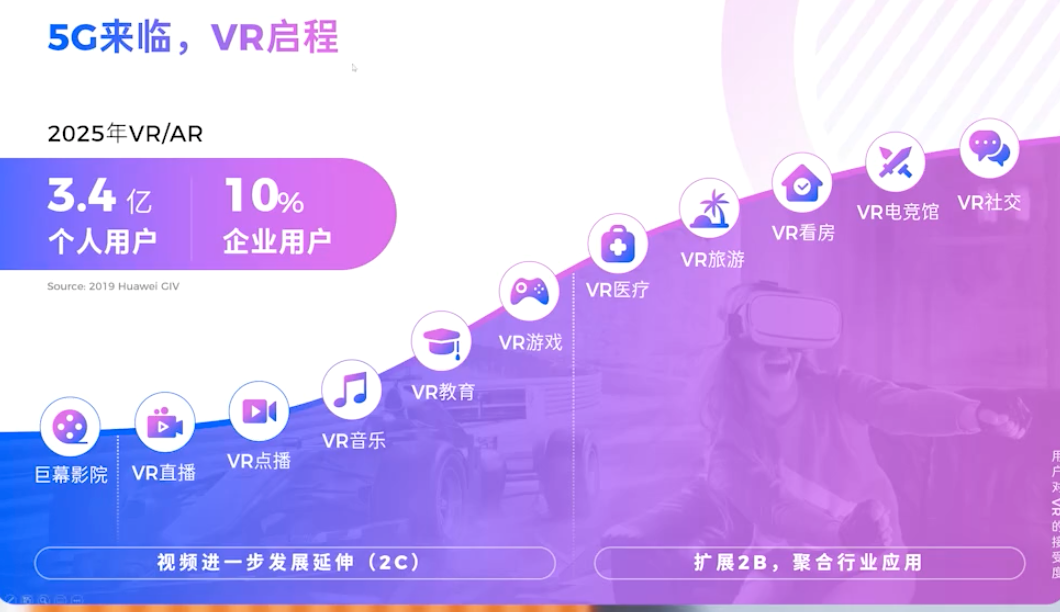 5G来临，VR启程
2025年VR/AR
3.4 亿
个人用户
10%
企业用户
Source: 2019 Huawei GIV
巨幕影院
VR直播
VR点播
VR音乐
VR教育
VR游戏
VR医疗
VR旅游
VR看房
VR电竞馆
VR社交
用户对VR的接受度
视频进一步发展延伸（2C）
扩展2B，聚合行业应用